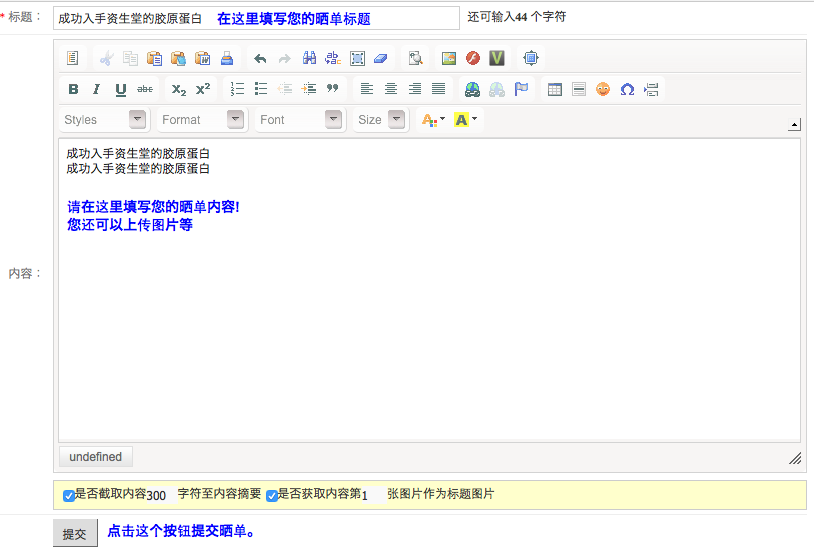 * 标题： 成功入手资生堂的胶原蛋白 在这里填写您的晒单标题 还可输入44 个字符
B I U abc X₂ X²
Styles Format Font Size A A
成功入手资生堂的胶原蛋白
成功入手资生堂的胶原蛋白
请在这里填写您的晒单内容!
您还可以上传图片等
内容：
undefined
是否截取内容300 字符至内容摘要 是否获取内容第1 张图片作为标题图片
提交 点击这个按钮提交晒单。